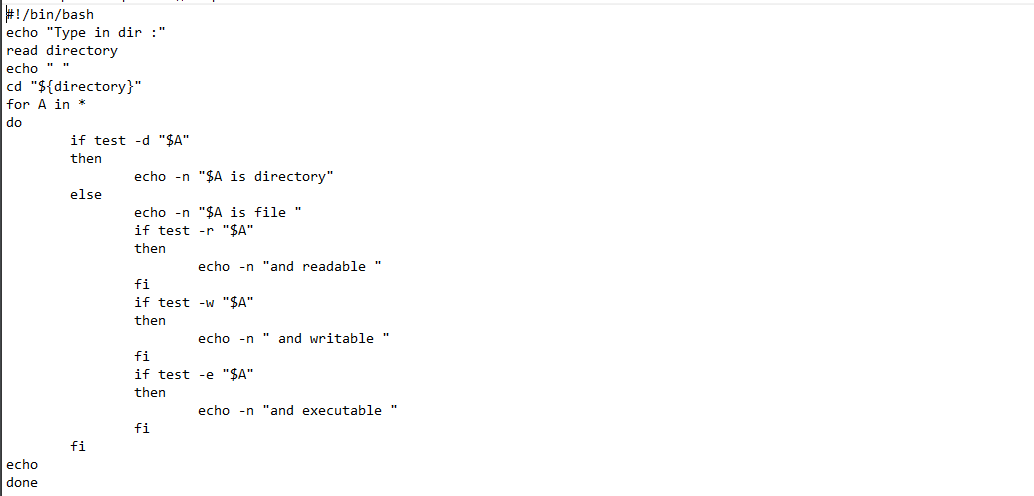 #!/bin/bash
echo "Type in dir :"
read directory
echo " "
cd "${directory}"
for A in *
do
        if test -d "$A"
        then
                echo -n "$A is directory"
        else
                echo -n "$A is file "
                if test -r "$A"
                then
                        echo -n "and readable "
                fi
                if test -w "$A"
                then
                        echo -n " and writable "
                fi
                if test -e "$A"
                then
                        echo -n "and executable "
                fi
        fi
echo
done